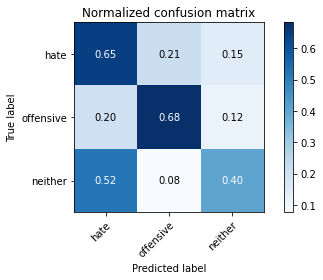 Normalized confusion matrix
True label
hate 0.65 0.21 0.15
offensive 0.20 0.68 0.12
neither 0.52 0.08 0.40
hate offensive neither
Predicted label
0.6
0.5
0.4
0.3
0.2
0.1